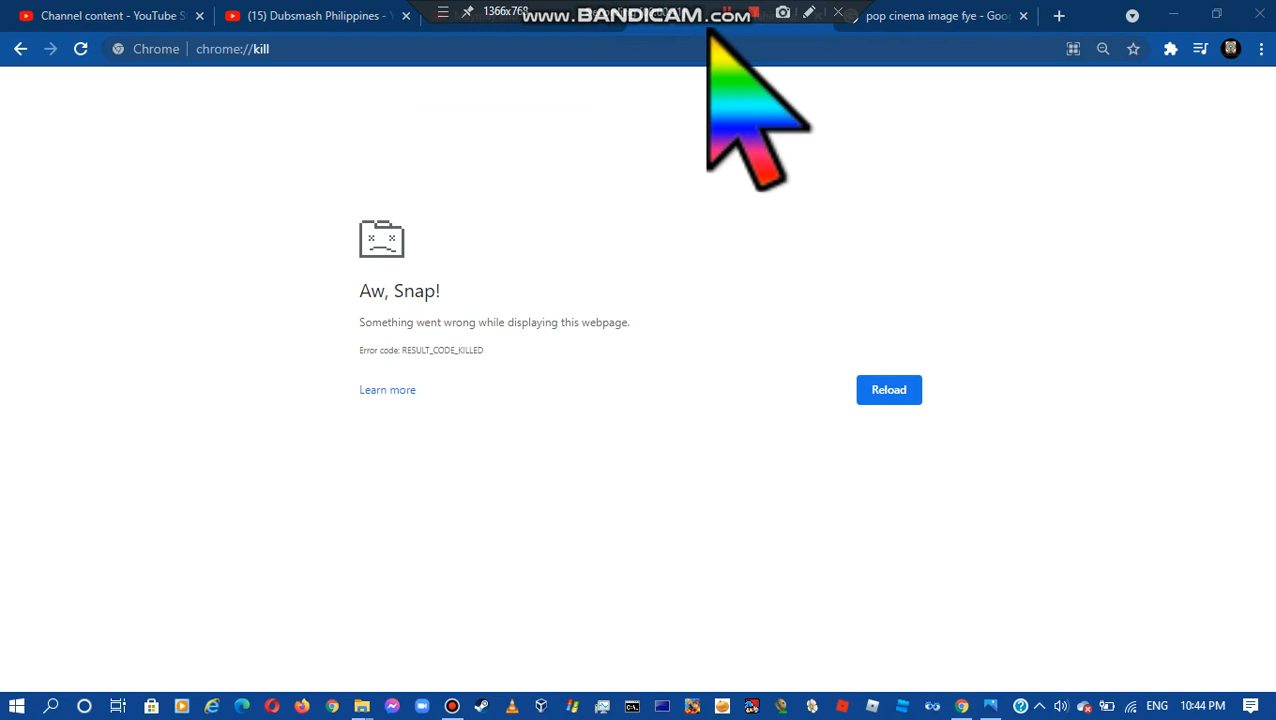 Channel content - YouTube S
(15) Dubsmash Philippines - Y
1366x768
www.BANDICAM.com
pop cinema image fye - Goog
Chrome
chrome://kill
Aw, Snap!
Something went wrong while displaying this webpage.
Error code: RESULT_CODE_KILLED
Learn more
Reload
ENG
10:44 PM